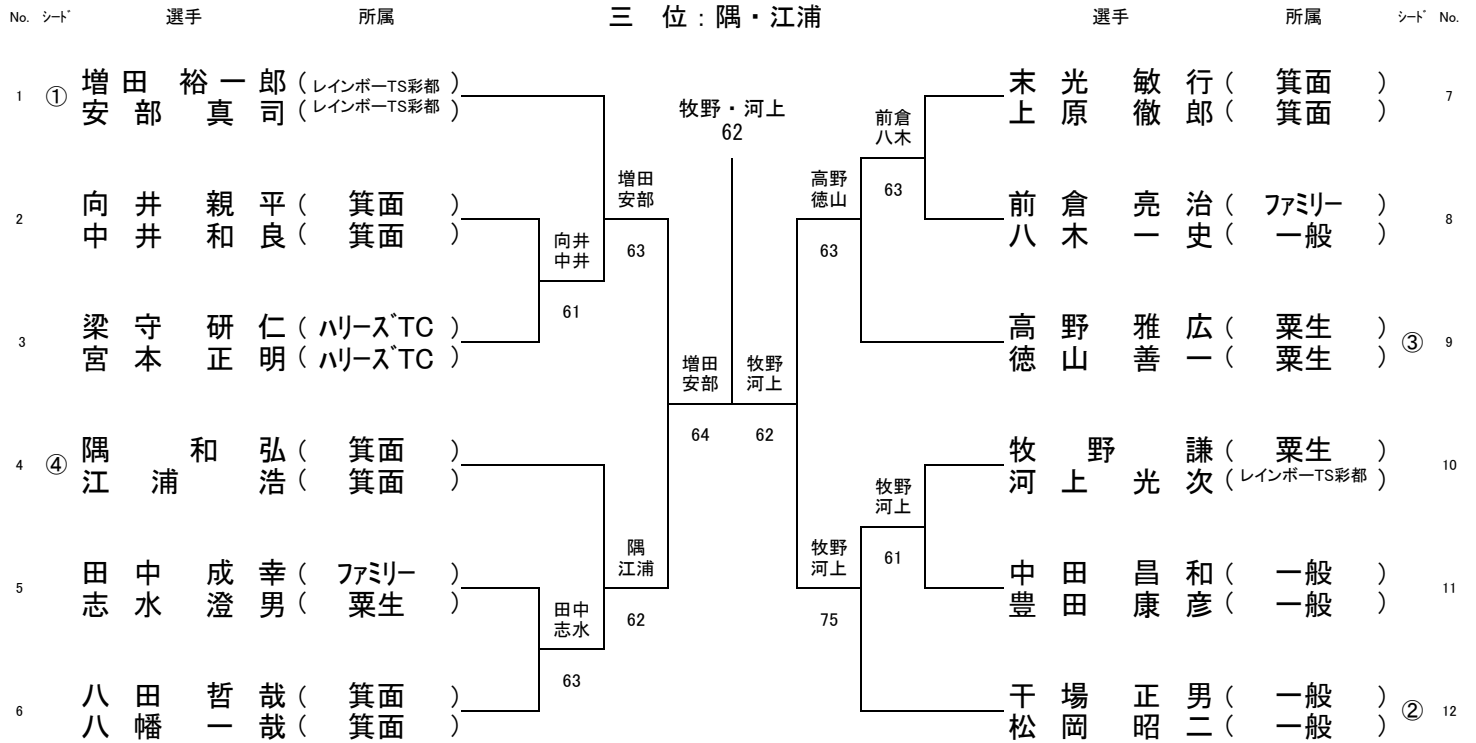 三 位：隅・江浦
No. シード 選手 所属
選手 所属 シード No.
1 ① 増田 裕一郎（レインボーTS彩都）
安部 真司（レインボーTS彩都）
2 向井 親平（箕面）
中井 和良（箕面）
3 梁守 研仁（ハリーズTC）
宮本 正明（ハリーズTC）
4 ④ 隅 和弘（箕面）
江浦 浩（箕面）
5 田中 成幸（ファミリー）
志水 澄男（粟生）
6 八田 哲哉（箕面）
八幡 一哉（箕面）
向井
中井
61
田中
志水
63
増田
安部
63
隅
江浦
62
増田
安部
64
牧野・河上
62
牧野
河上
62
高野
徳山
63
牧野
河上
75
前倉
八木
63
牧野
河上
61
末光 敏行（箕面） 7
上原 徹郎（箕面）
前倉 亮治（ファミリー） 8
八木 一史（一般）
高野 雅広（粟生） ③ 9
徳山 善一（粟生）
牧野 謙（粟生） 10
河上 光次（レインボーTS彩都）
中田 昌和（一般） 11
豊田 康彦（一般）
干場 正男（一般） ② 12
松岡 昭二（一般）